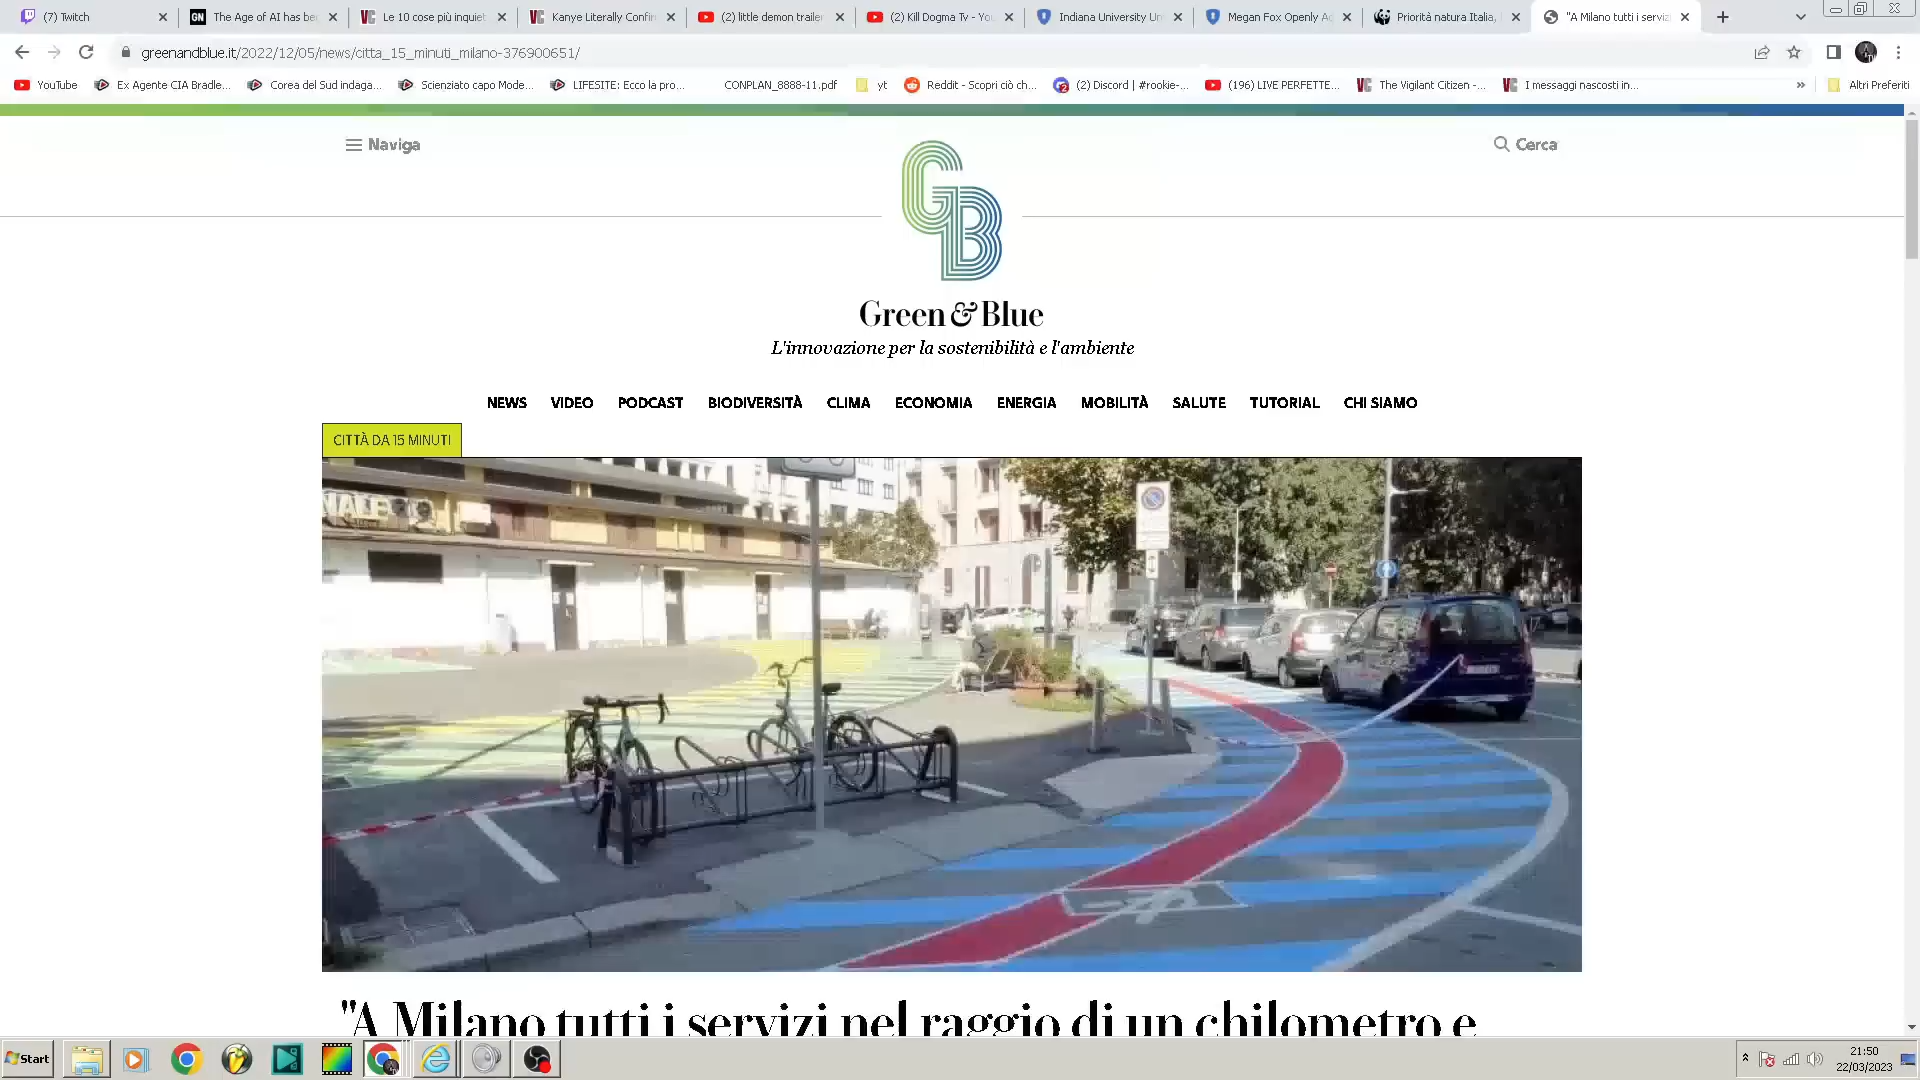 (7) Twitch
The Age of AI has be
Le 10 cose più inquiet
Kanye Literally Confir
(2) little demon trailer
(2) Kill Dogma Tv - Yo
Indiana University Un
Megan Fox Openly Ad
Priorità natura Italia,
"A Milano tutti i serviz
greenandblue.it/2022/12/05/news/citta_15_minuti_milano-376900651/
YouTube
Ex Agente CIA Bradle...
Corea del Sud indaga...
Scienziato capo Mode...
LIFESITE: Ecco la pro...
CONPLAN_8888-11.pdf
yt
Reddit - Scopri ciò ch...
(2) Discord | #rookie-...
(196) LIVE PERFETTE...
The Vigilant Citizen -...
I messaggi nascosti in...
»
Altri Preferiti
Naviga
GB
Cerca
Green & Blue
L'innovazione per la sostenibilità e l'ambiente
NEWS VIDEO PODCAST BIODIVERSITÀ CLIMA ECONOMIA ENERGIA MOBILITÀ SALUTE TUTORIAL CHI SIAMO
CITTÀ DA 15 MINUTI
"A Milano tutti i servizi nel raggio di un chilometro e
Start
21:50
22/03/2023